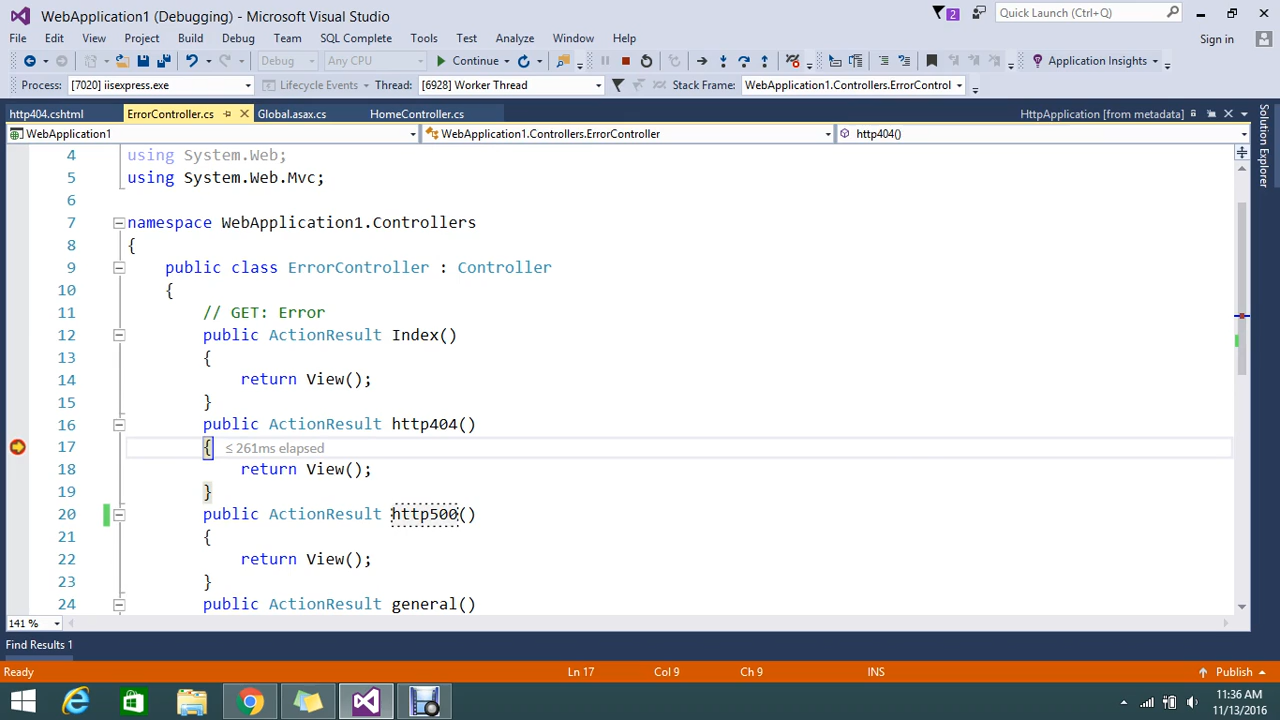 WebApplication1 (Debugging) - Microsoft Visual Studio
2
Quick Launch (Ctrl+Q)
File Edit View Project Build Debug Team SQL Complete Tools Test Analyze Window Help
Sign in
Debug Any CPU Continue Application Insights
Process: [7020] iisexpress.exe Lifecycle Events Thread: [6928] Worker Thread Stack Frame: WebApplication1.Controllers.ErrorControl
http404.cshtml ErrorController.cs Global.asax.cs HomeController.cs HttpApplication [from metadata]
WebApplication1 WebApplication1.Controllers.ErrorController http404()
Solution Explorer
4 using System.Web;
5 using System.Web.Mvc;
6
7 namespace WebApplication1.Controllers
8 {
9 public class ErrorController : Controller
10 {
11 // GET: Error
12 public ActionResult Index()
13 {
14 return View();
15 }
16 public ActionResult http404()
17 { ≤ 261ms elapsed
18 return View();
19 }
20 public ActionResult http500()
21 {
22 return View();
23 }
24 public ActionResult general()
141 %
Find Results 1
Ready Ln 17 Col 9 Ch 9 INS Publish
11:36 AM
11/13/2016